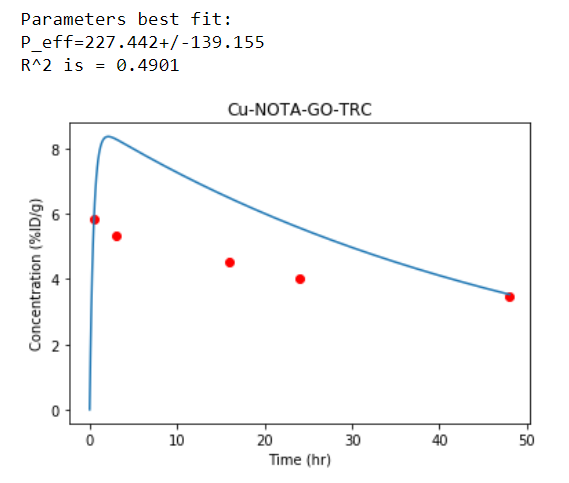 Parameters best fit:
P_eff=227.442+/-139.155
R^2 is = 0.4901
Cu-NOTA-GO-TRC
Concentration (%ID/g)
8
6
4
2
0
0 10 20 30 40 50
Time (hr)